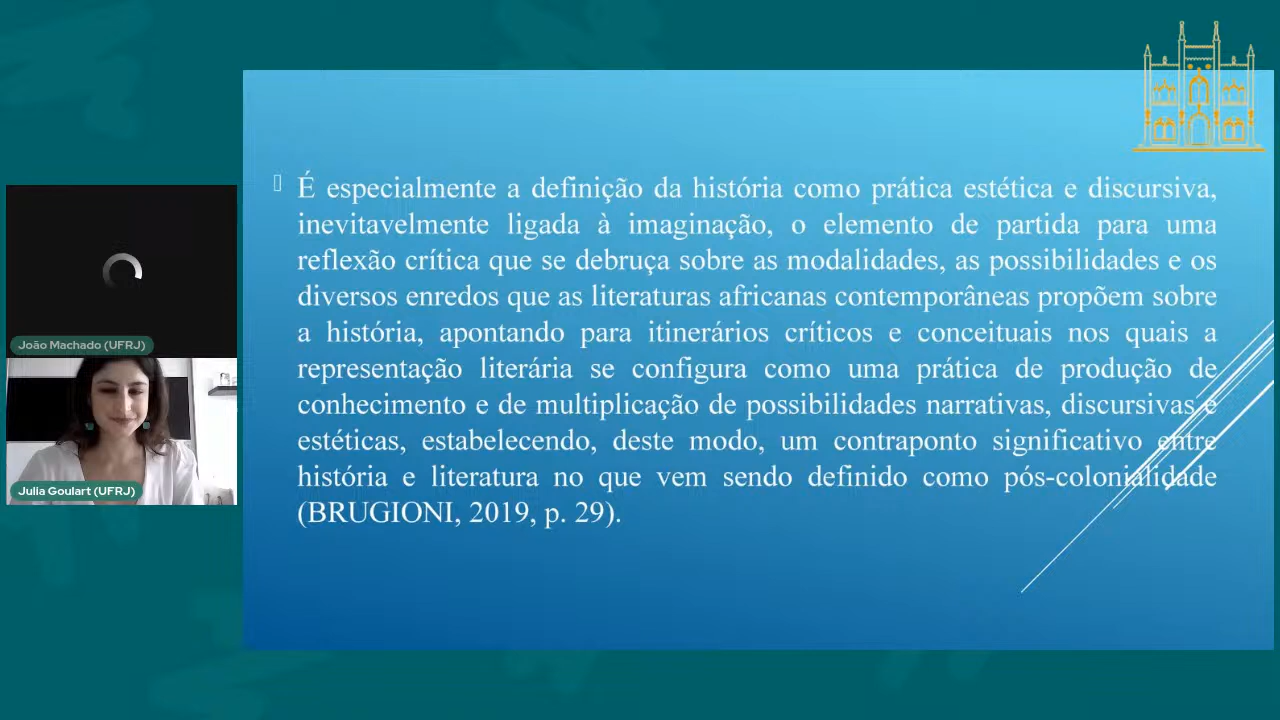 João Machado (UFRJ)
Julia Goulart (UFRJ)
É especialmente a definição da história como prática estética e discursiva,
inevitavelmente ligada à imaginação, o elemento de partida para uma
reflexão crítica que se debruça sobre as modalidades, as possibilidades e os
diversos enredos que as literaturas africanas contemporâneas propõem sobre
a história, apontando para itinerários críticos e conceituais nos quais a
representação literária se configura como uma prática de produção de
conhecimento e de multiplicação de possibilidades narrativas, discursivas e
estéticas, estabelecendo, deste modo, um contraponto significativo entre
história e literatura no que vem sendo definido como pós-colonialidade
(BRUGIONI, 2019, p. 29).